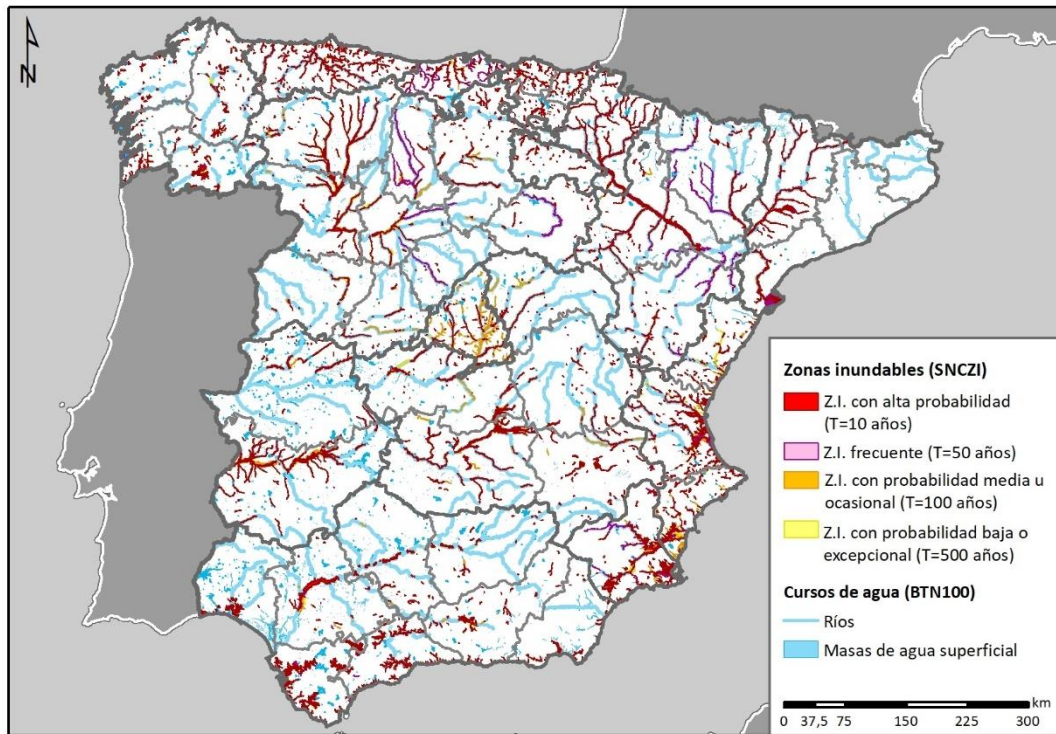 N
Zonas inundables (SNCZI)
Z.I. con alta probabilidad
(T=10 años)
Z.I. frecuente (T=50 años)
Z.I. con probabilidad media u
ocasional (T=100 años)
Z.I. con probabilidad baja o
excepcional (T=500 años)
Cursos de agua (BTN100)
Ríos
Masas de agua superficial
km
0 37,5 75 150 225 300